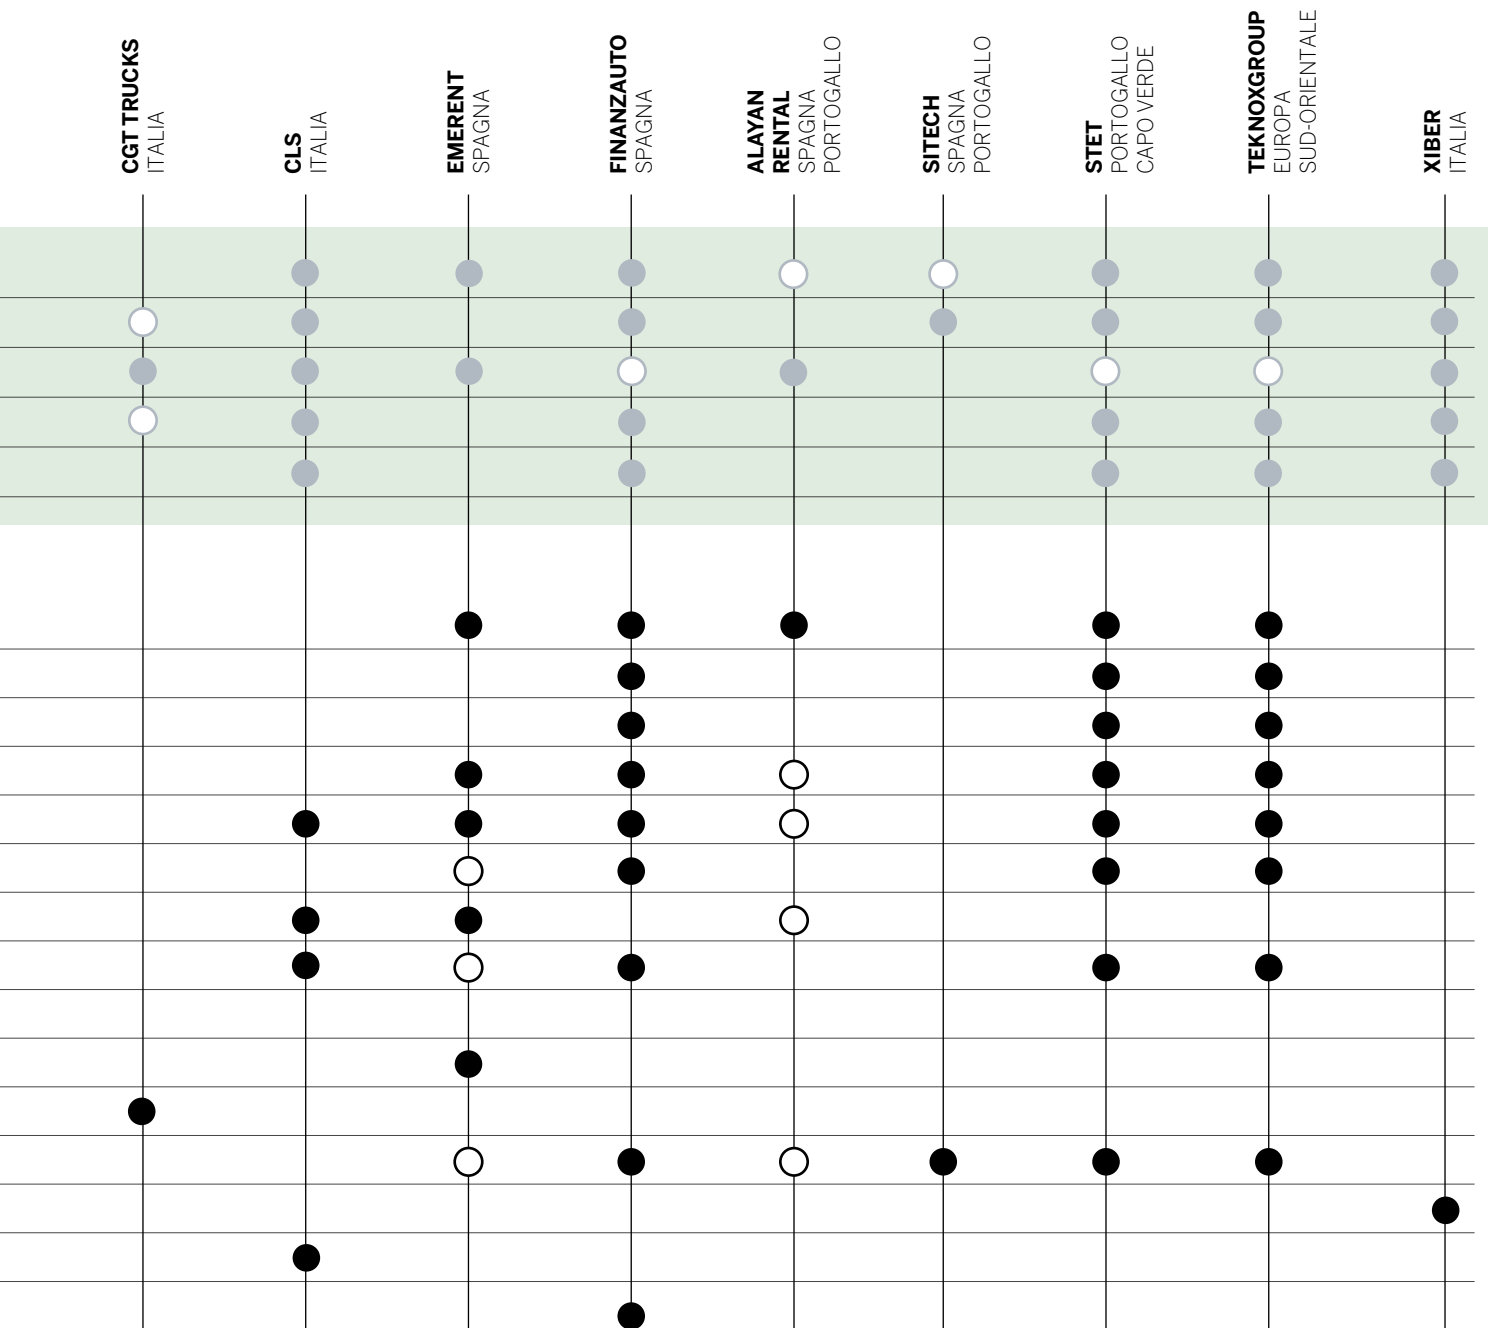 CGT TRUCKS
ITALIA
CLS
ITALIA
EMERENT
SPAGNA
FINANZAUTO
SPAGNA
ALAYAN
RENTAL
SPAGNA
PORTOGALLO
SITECH
SPAGNA
PORTOGALLO
STET
PORTOGALLO
CAPO VERDE
TEKNOXGROUP
EUROPA
SUD-ORIENTALE
XIBER
ITALIA